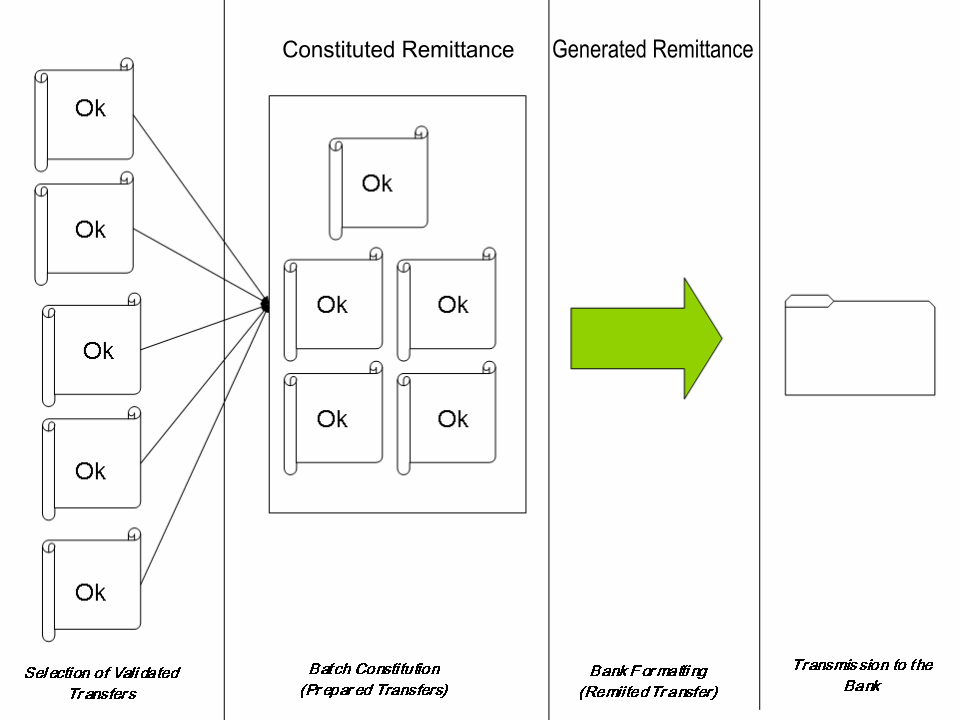 Constituted Remittance
Generated Remittance
Ok
Ok
Ok
Ok
Ok
Ok
Ok
Ok
Ok
Ok
Selection of Validated
Transfers
Batch Constitution
(Prepared Transfers)
Bank Formatting
(Remiited Transfer)
Transmission to the
Bank